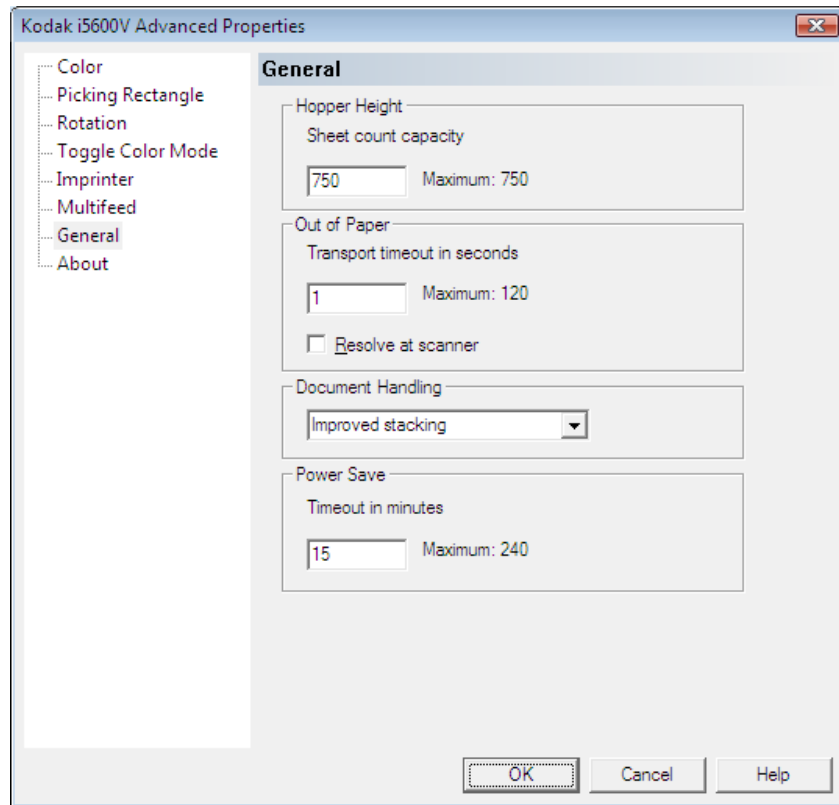 Kodak i5600V Advanced Properties
Color
Picking Rectangle
Rotation
Toggle Color Mode
Imprinter
Multifeed
General
About
General
Hopper Height
Sheet count capacity
750 Maximum: 750
Out of Paper
Transport timeout in seconds
1 Maximum: 120
Resolve at scanner
Document Handling
Improved stacking
Power Save
Timeout in minutes
15 Maximum: 240
OK Cancel Help